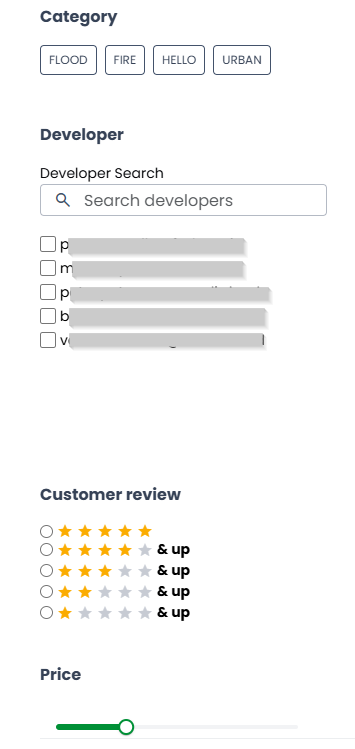 Category
FLOOD FIRE HELLO URBAN
Developer
Developer Search
Search developers
Customer review
& up
& up
& up
& up
Price